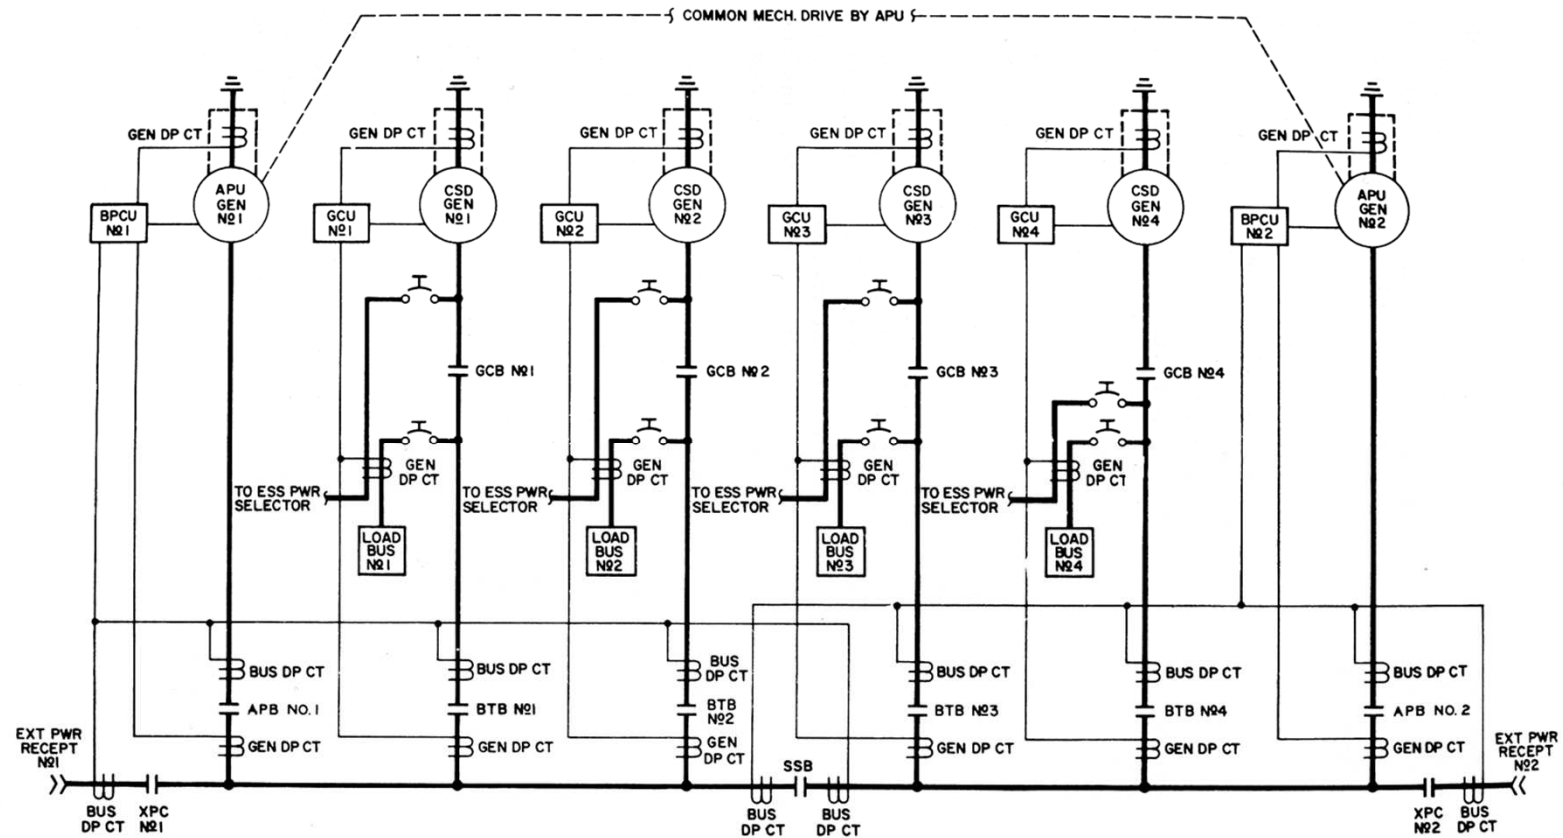 COMMON MECH. DRIVE BY APU
GEN DP CT
GEN DP CT
GEN DP CT
GEN DP CT
GEN DP CT
GEN DP CT
APU
GEN
№1
CSD
GEN
№1
CSD
GEN
№2
CSD
GEN
№3
CSD
GEN
№4
APU
GEN
№2
BPCU
№1
GCU
№1
GCU
№2
GCU
№3
GCU
№4
BPCU
№2
GCB №1
GCB №2
GCB №3
GCB №4
GEN
DP CT
GEN
DP CT
GEN
DP CT
GEN
DP CT
TO ESS PWR
SELECTOR
TO ESS PWR
SELECTOR
TO ESS PWR
SELECTOR
TO ESS PWR
SELECTOR
LOAD
BUS
№1
LOAD
BUS
№2
LOAD
BUS
№3
LOAD
BUS
№4
BUS DP CT
BUS DP CT
BUS
DP CT
BUS DP CT
BUS DP CT
BUS DP CT
APB NO. 1
BTB №1
BTB
№2
BTB №3
BTB №4
APB NO. 2
GEN DP CT
GEN DP CT
GEN
DP CT
GEN DP CT
GEN DP CT
GEN DP CT
EXT PWR
RECEPT
№1
SSB
EXT PWR
RECEPT
№2
BUS
DP CT
XPC
№1
BUS
DP CT
BUS
DP CT
XPC
№2
BUS
DP CT